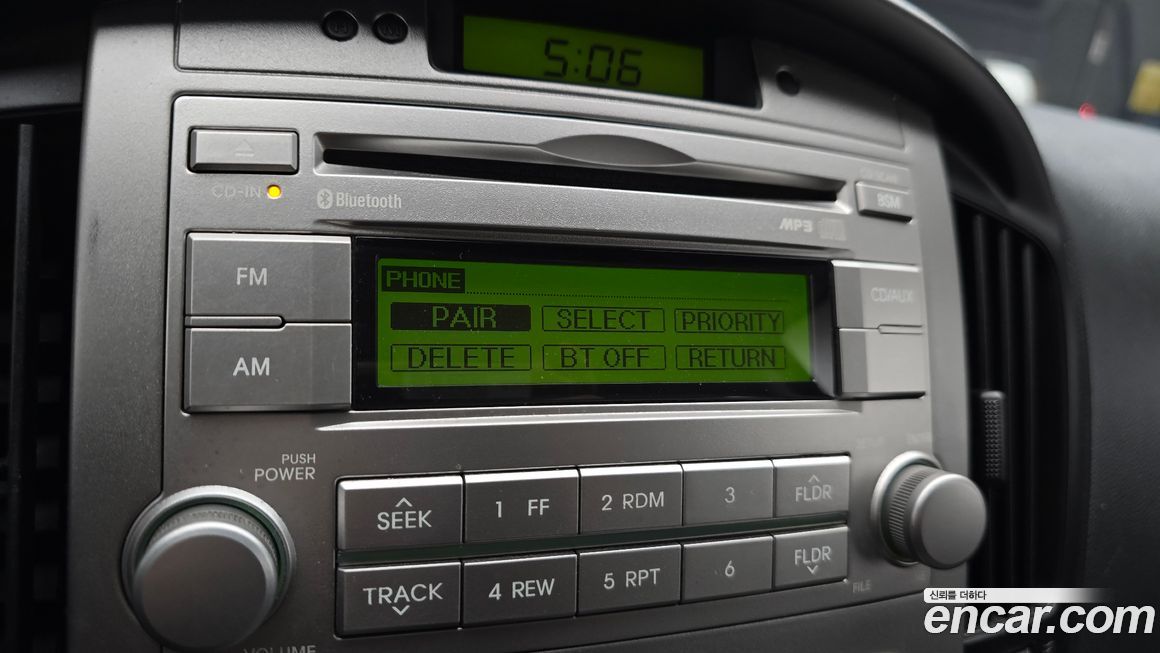 5:06
CD-IN
Bluetooth
MP3
BSM
FM
AM
PHONE
PAIR SELECT PRIORITY
DELETE BT OFF RETURN
CD/AUX
PUSH
POWER
SEEK
1 FF
2 RDM
3
FLDR
TRACK
4 REW
5 RPT
6
FLDR
FILE
VOLUME
신뢰를 더하다
encar.com